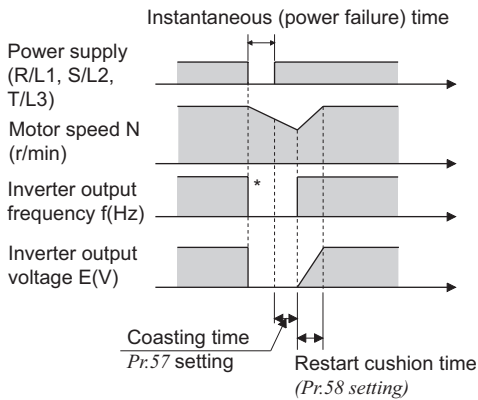 Instantaneous (power failure) time
Power supply
(R/L1, S/L2,
T/L3)
Motor speed N
(r/min)
Inverter output
frequency f(Hz)
*
Inverter output
voltage E(V)
Coasting time
Pr.57 setting
Restart cushion time
(Pr.58 setting)